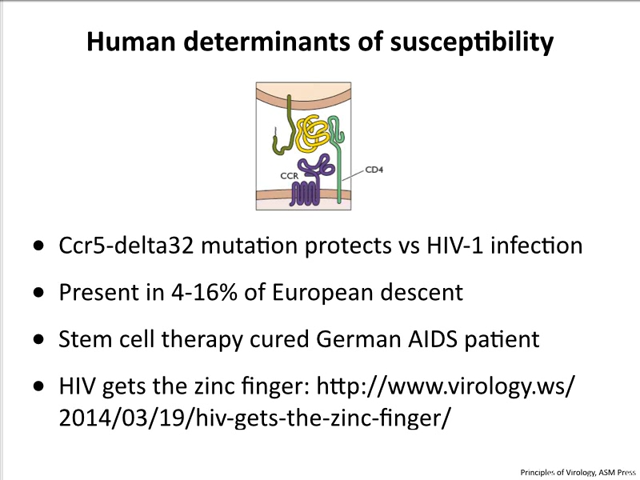 Human determinants of susceptibility
CCR
CD4
• Ccr5-delta32 mutation protects vs HIV-1 infection
• Present in 4-16% of European descent
• Stem cell therapy cured German AIDS patient
• HIV gets the zinc finger: http://www.virology.ws/
2014/03/19/hiv-gets-the-zinc-finger/
Principles of Virology, ASM Press